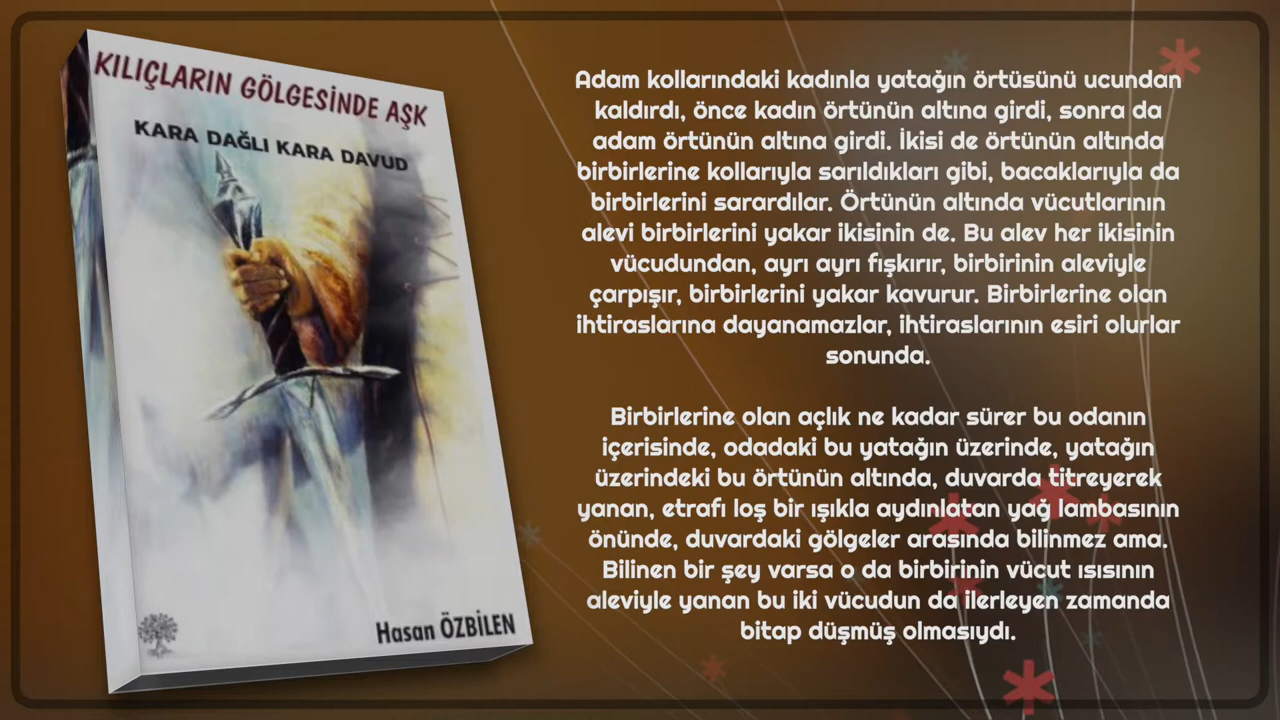 KILIÇLARIN GÖLGESİNDE AŞK
KARA DAĞLI KARA DAVUD
Hasan ÖZBİLEN
Adam kollarındaki kadınla yatağın örtüsünü ucundan
kaldırdı, önce kadın örtünün altına girdi, sonra da
adam örtünün altına girdi. İkisi de örtünün altında
birbirlerine kollarıyla sarıldıkları gibi, bacaklarıyla da
birbirlerini sarardılar. Örtünün altında vücutlarının
alevi birbirlerini yakar ikisinin de. Bu alev her ikisinin
vücudundan, ayrı ayrı fışkırır, birbirinin aleviyle
çarpışır, birbirlerini yakar kavurur. Birbirlerine olan
ihtiraslarına dayanamazlar, ihtiraslarının esiri olurlar
sonunda.
Birbirlerine olan açlık ne kadar sürer bu odanın
içerisinde, odadaki bu yatağın üzerinde, yatağın
üzerindeki bu örtünün altında, duvarda titreyerek
yanan, etrafı loş bir ışıkla aydınlatan yağ lambasının
önünde, duvardaki gölgeler arasında bilinmez ama.
Bilinen bir şey varsa o da birbirinin vücut ısısının
aleviyle yanan bu iki vücudun da ilerleyen zamanda
bitap düşmüş olmasıydı.